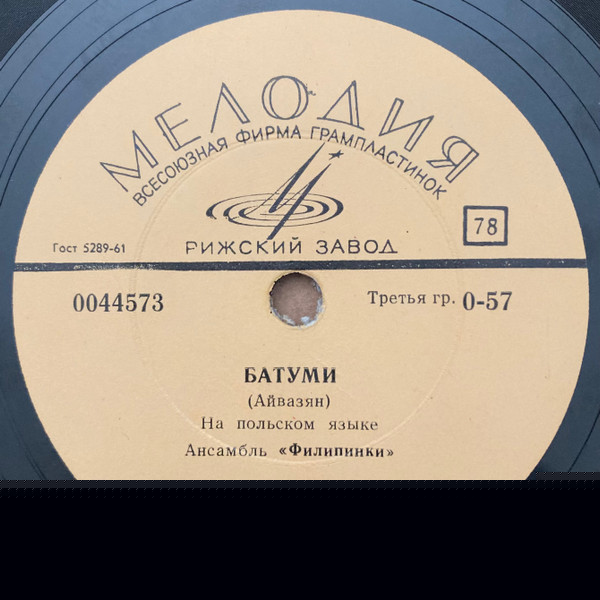 МЕЛОДИЯ
ВСЕСОЮЗНАЯ ФИРМА ГРАМПЛАСТИНОК
Гост 5289-61
РИЖСКИЙ ЗАВОД
78
0044573
Третья гр. 0-57
БАТУМИ
(Айвазян)
На польском языке
Ансамбль «Филипинки»